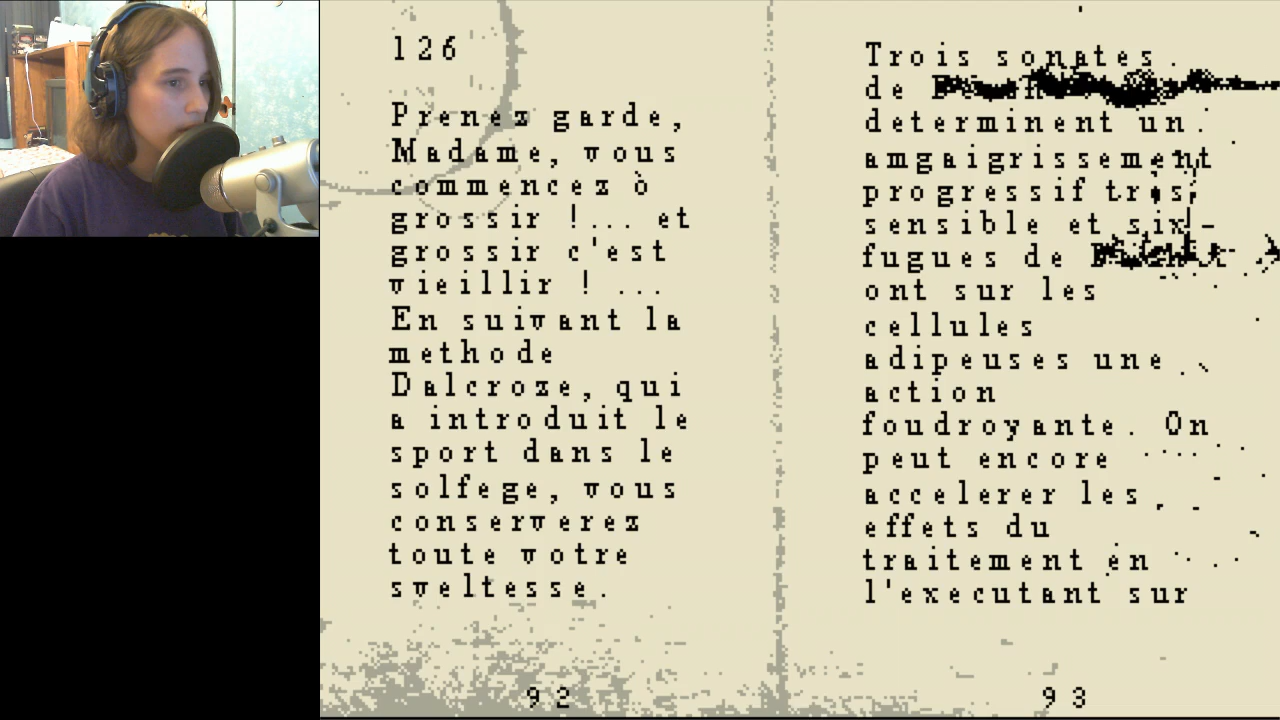 126
Prenez garde,
Madame, vous
commencez ò
grossir !... et
grossir c'est
vieillir ! ...
En suivant la
methode
Dalcroze, qui
a introduit le
sport dans le
solfege, vous
conserverez
toute votre
sveltesse.
92
Trois sonates.
de
determinent un.
amgaigrissement
progressif tres,
sensible et six-
fugues de
ont sur les
cellules
adipeuses une
action
foudroyante. On
peut encore
accelerer les
effets du
traitement en
l'executant sur
93